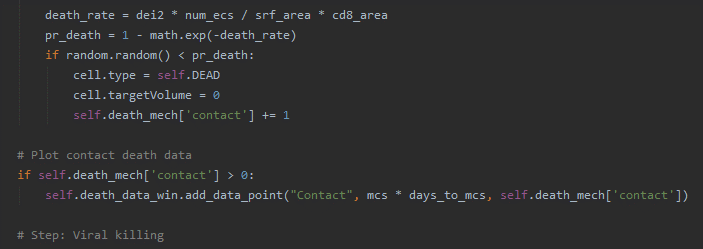 death_rate = dei2 * num_ecs / srf_area * cd8_area
pr_death = 1 - math.exp(-death_rate)
if random.random() < pr_death:
cell.type = self.DEAD
cell.targetVolume = 0
self.death_mech['contact'] += 1
# Plot contact death data
if self.death_mech['contact'] > 0:
self.death_data_win.add_data_point("Contact", mcs * days_to_mcs, self.death_mech['contact'])
# Step: Viral killing